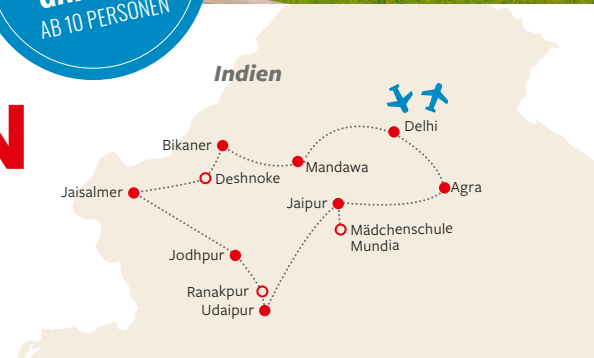 AB 10 PERSONEN
N
Indien
Delhi
Bikaner
Mandawa
Deshnoke
Agra
Jaisalmer
Jaipur
Mädchenschule
Mundia
Jodhpur
Ranakpur
Udaipur